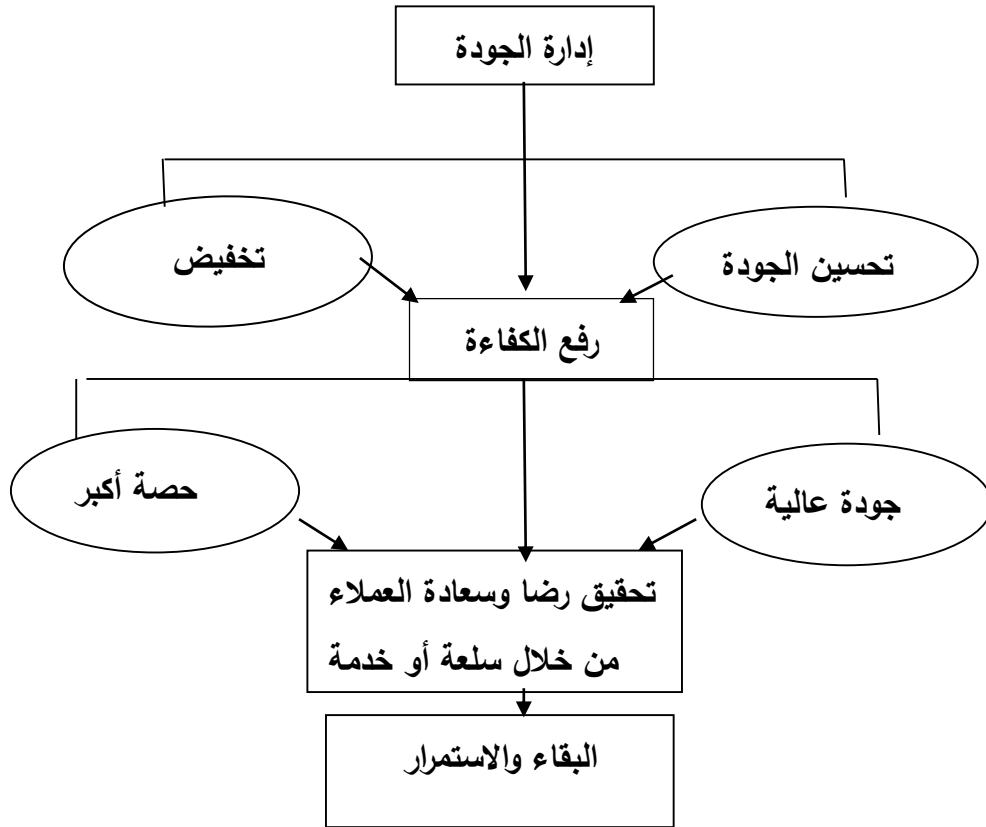 إدارة الجودة
تحسين الجودة
تخفيض
رفع الكفاءة
جودة عالية
حصة أكبر
تحقيق رضا وسعادة العملاء
من خلال سلعة أو خدمة
البقاء والاستمرار